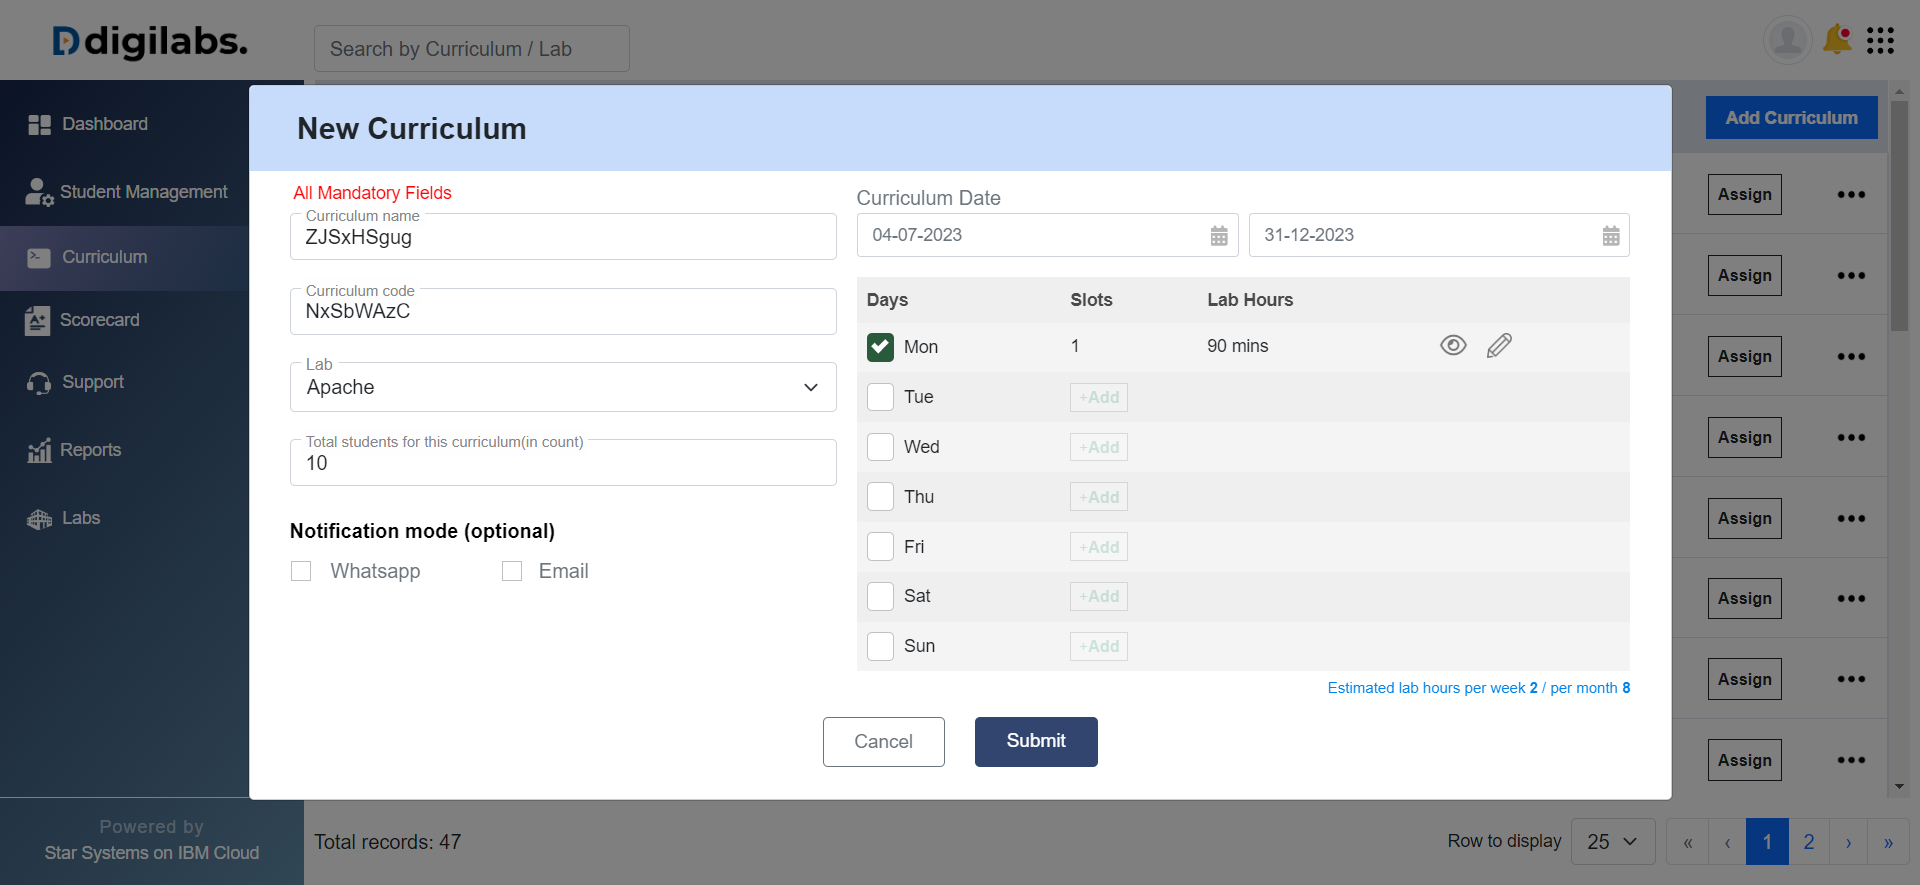 digilabs.
Search by Curriculum / Lab
Dashboard
Student Management
Curriculum
Scorecard
Support
Reports
Labs
Powered by
Star Systems on IBM Cloud
Add Curriculum
Assign
Assign
Assign
Assign
Assign
Assign
Assign
Assign
New Curriculum
All Mandatory Fields
Curriculum name
ZJSxHSgug
Curriculum code
NxSbWAzC
Lab
Apache
Total students for this curriculum(in count)
10
Notification mode (optional)
Whatsapp Email
Curriculum Date
04-07-2023 31-12-2023
Days Slots Lab Hours
Mon 1 90 mins
Tue +Add
Wed +Add
Thu +Add
Fri +Add
Sat +Add
Sun +Add
Estimated lab hours per week 2 / per month 8
Cancel Submit
Total records: 47
Row to display 25 « ‹ 1 2 › »